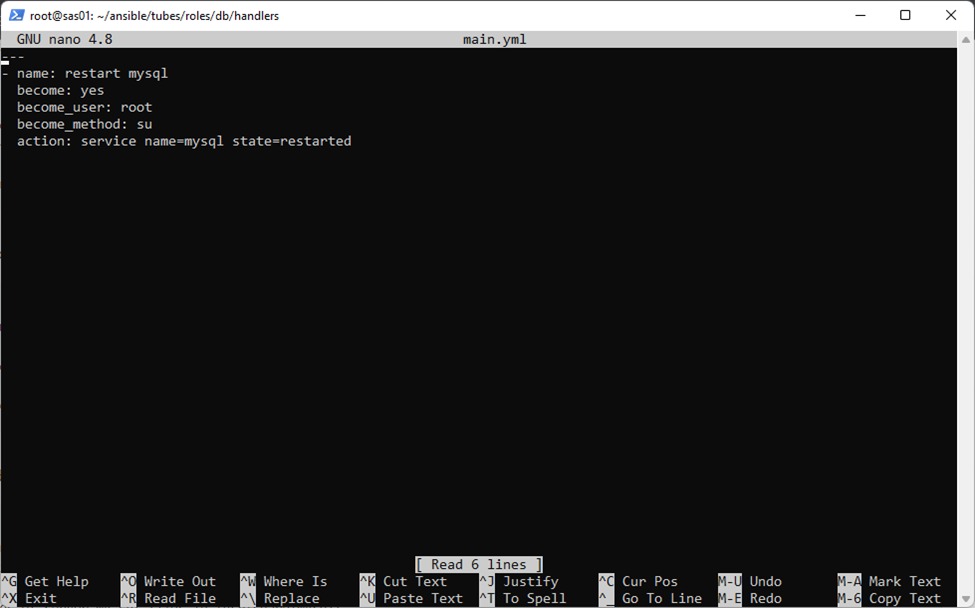 root@sas01: ~/ansible/tubes/roles/db/handlers
GNU nano 4.8 main.yml
---
- name: restart mysql
  become: yes
  become_user: root
  become_method: su
  action: service name=mysql state=restarted
[ Read 6 lines ]
^G Get Help ^O Write Out ^W Where Is ^K Cut Text ^J Justify ^C Cur Pos M-U Undo M-A Mark Text
^X Exit ^R Read File ^\ Replace ^U Paste Text ^T To Spell ^_ Go To Line M-E Redo M-6 Copy Text